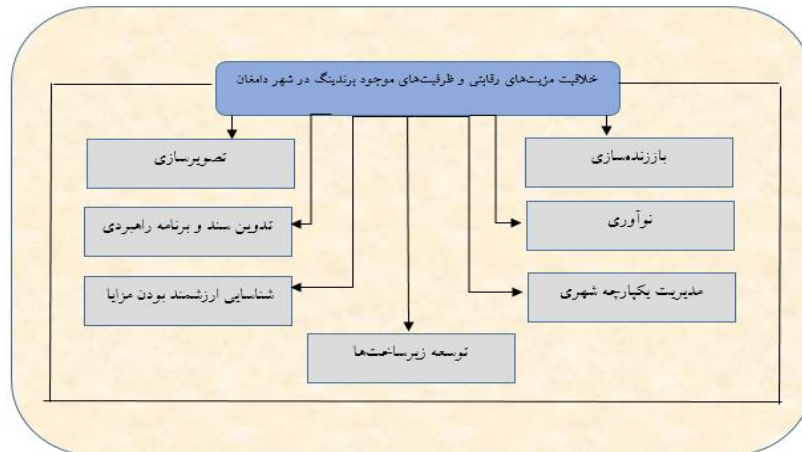 خلاقیت مزیت‌های رقابتی و ظرفیت‌های موجود برندینگ در شهر دامغان
باززنده‌سازی
تصویرسازی
نوآوری
تدوین سند و برنامه راهبردی
مدیریت یکپارچه شهری
شناسایی ارزشمند بودن مزایا
توسعه زیرساخت‌ها